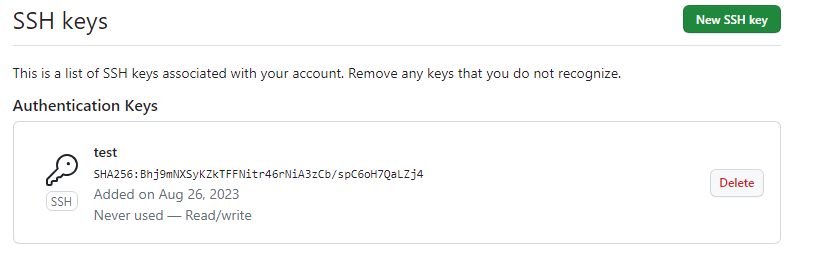 SSH keys
New SSH key
This is a list of SSH keys associated with your account. Remove any keys that you do not recognize.
Authentication Keys
test
SHA256:Bhj9mNXSyKZkTFFNitr46rNiA3zCb/spC6oH7QaLZj4
Added on Aug 26, 2023
SSH
Never used — Read/write
Delete